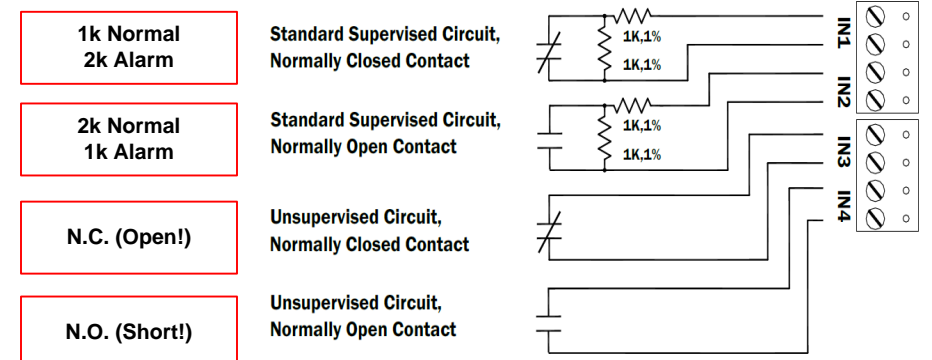 1k Normal
2k Alarm
Standard Supervised Circuit,
Normally Closed Contact
1K,1%
1K,1%
IN1
2k Normal
1k Alarm
Standard Supervised Circuit,
Normally Open Contact
1K,1%
1K,1%
IN2
N.C. (Open!)
Unsupervised Circuit,
Normally Closed Contact
IN3
N.O. (Short!)
Unsupervised Circuit,
Normally Open Contact
IN4